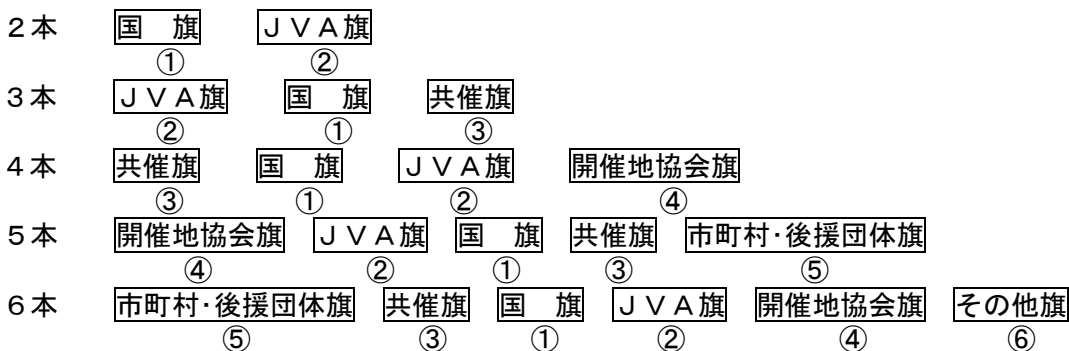 ２本 国　旗 ＪＶＡ旗
① ②
３本 ＪＶＡ旗 国　旗 共催旗
② ① ③
４本 共催旗 国　旗 ＪＶＡ旗 開催地協会旗
③ ① ② ④
５本 開催地協会旗 ＪＶＡ旗 国　旗 共催旗 市町村・後援団体旗
④ ② ① ③ ⑤
６本 市町村・後援団体旗 共催旗 国　旗 ＪＶＡ旗 開催地協会旗 その他旗
⑤ ③ ① ② ④ ⑥